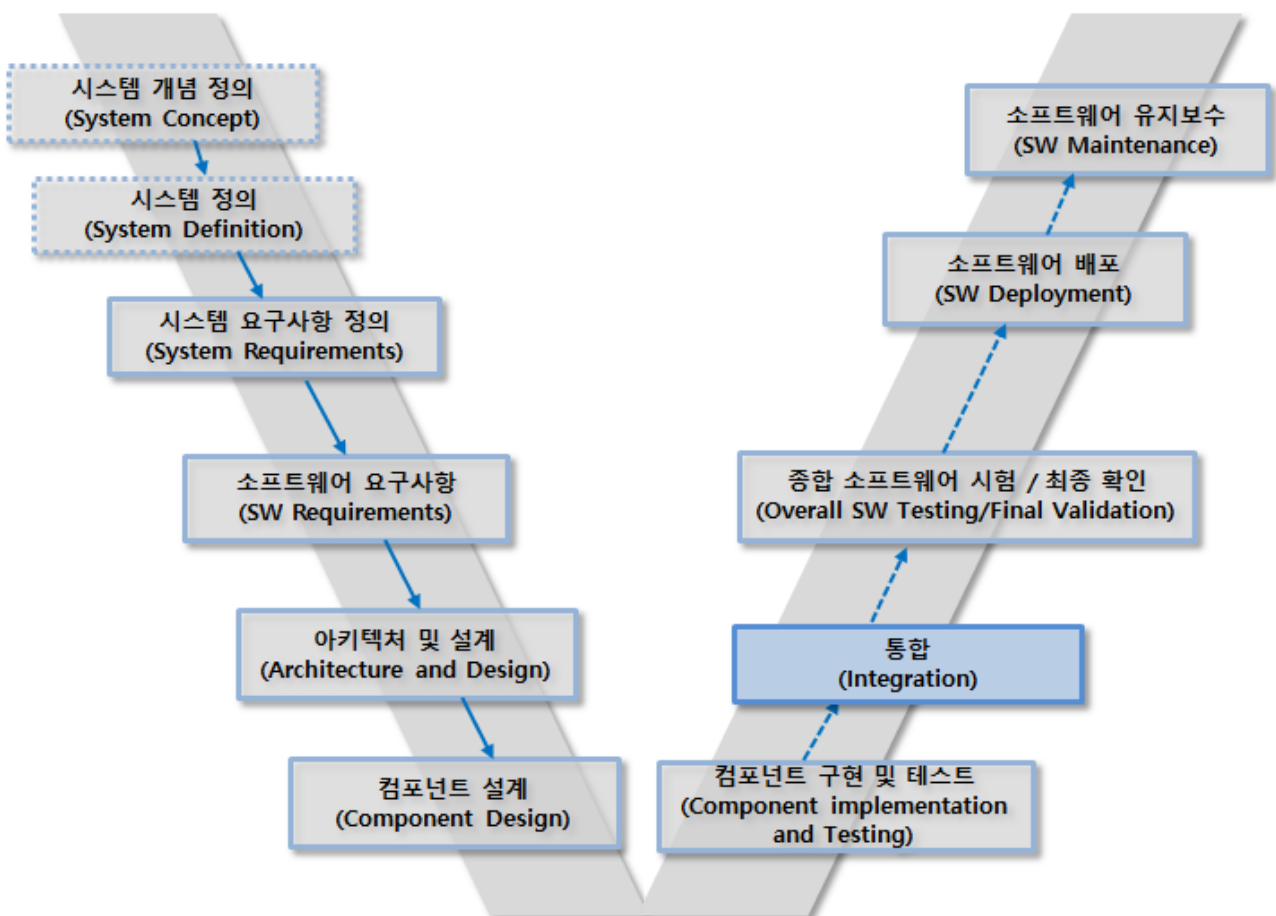 시스템 개념 정의
(System Concept)
시스템 정의
(System Definition)
시스템 요구사항 정의
(System Requirements)
소프트웨어 요구사항
(SW Requirements)
아키텍처 및 설계
(Architecture and Design)
컴포넌트 설계
(Component Design)
소프트웨어 유지보수
(SW Maintenance)
소프트웨어 배포
(SW Deployment)
종합 소프트웨어 시험 / 최종 확인
(Overall SW Testing/Final Validation)
통합
(Integration)
컴포넌트 구현 및 테스트
(Component implementation
and Testing)